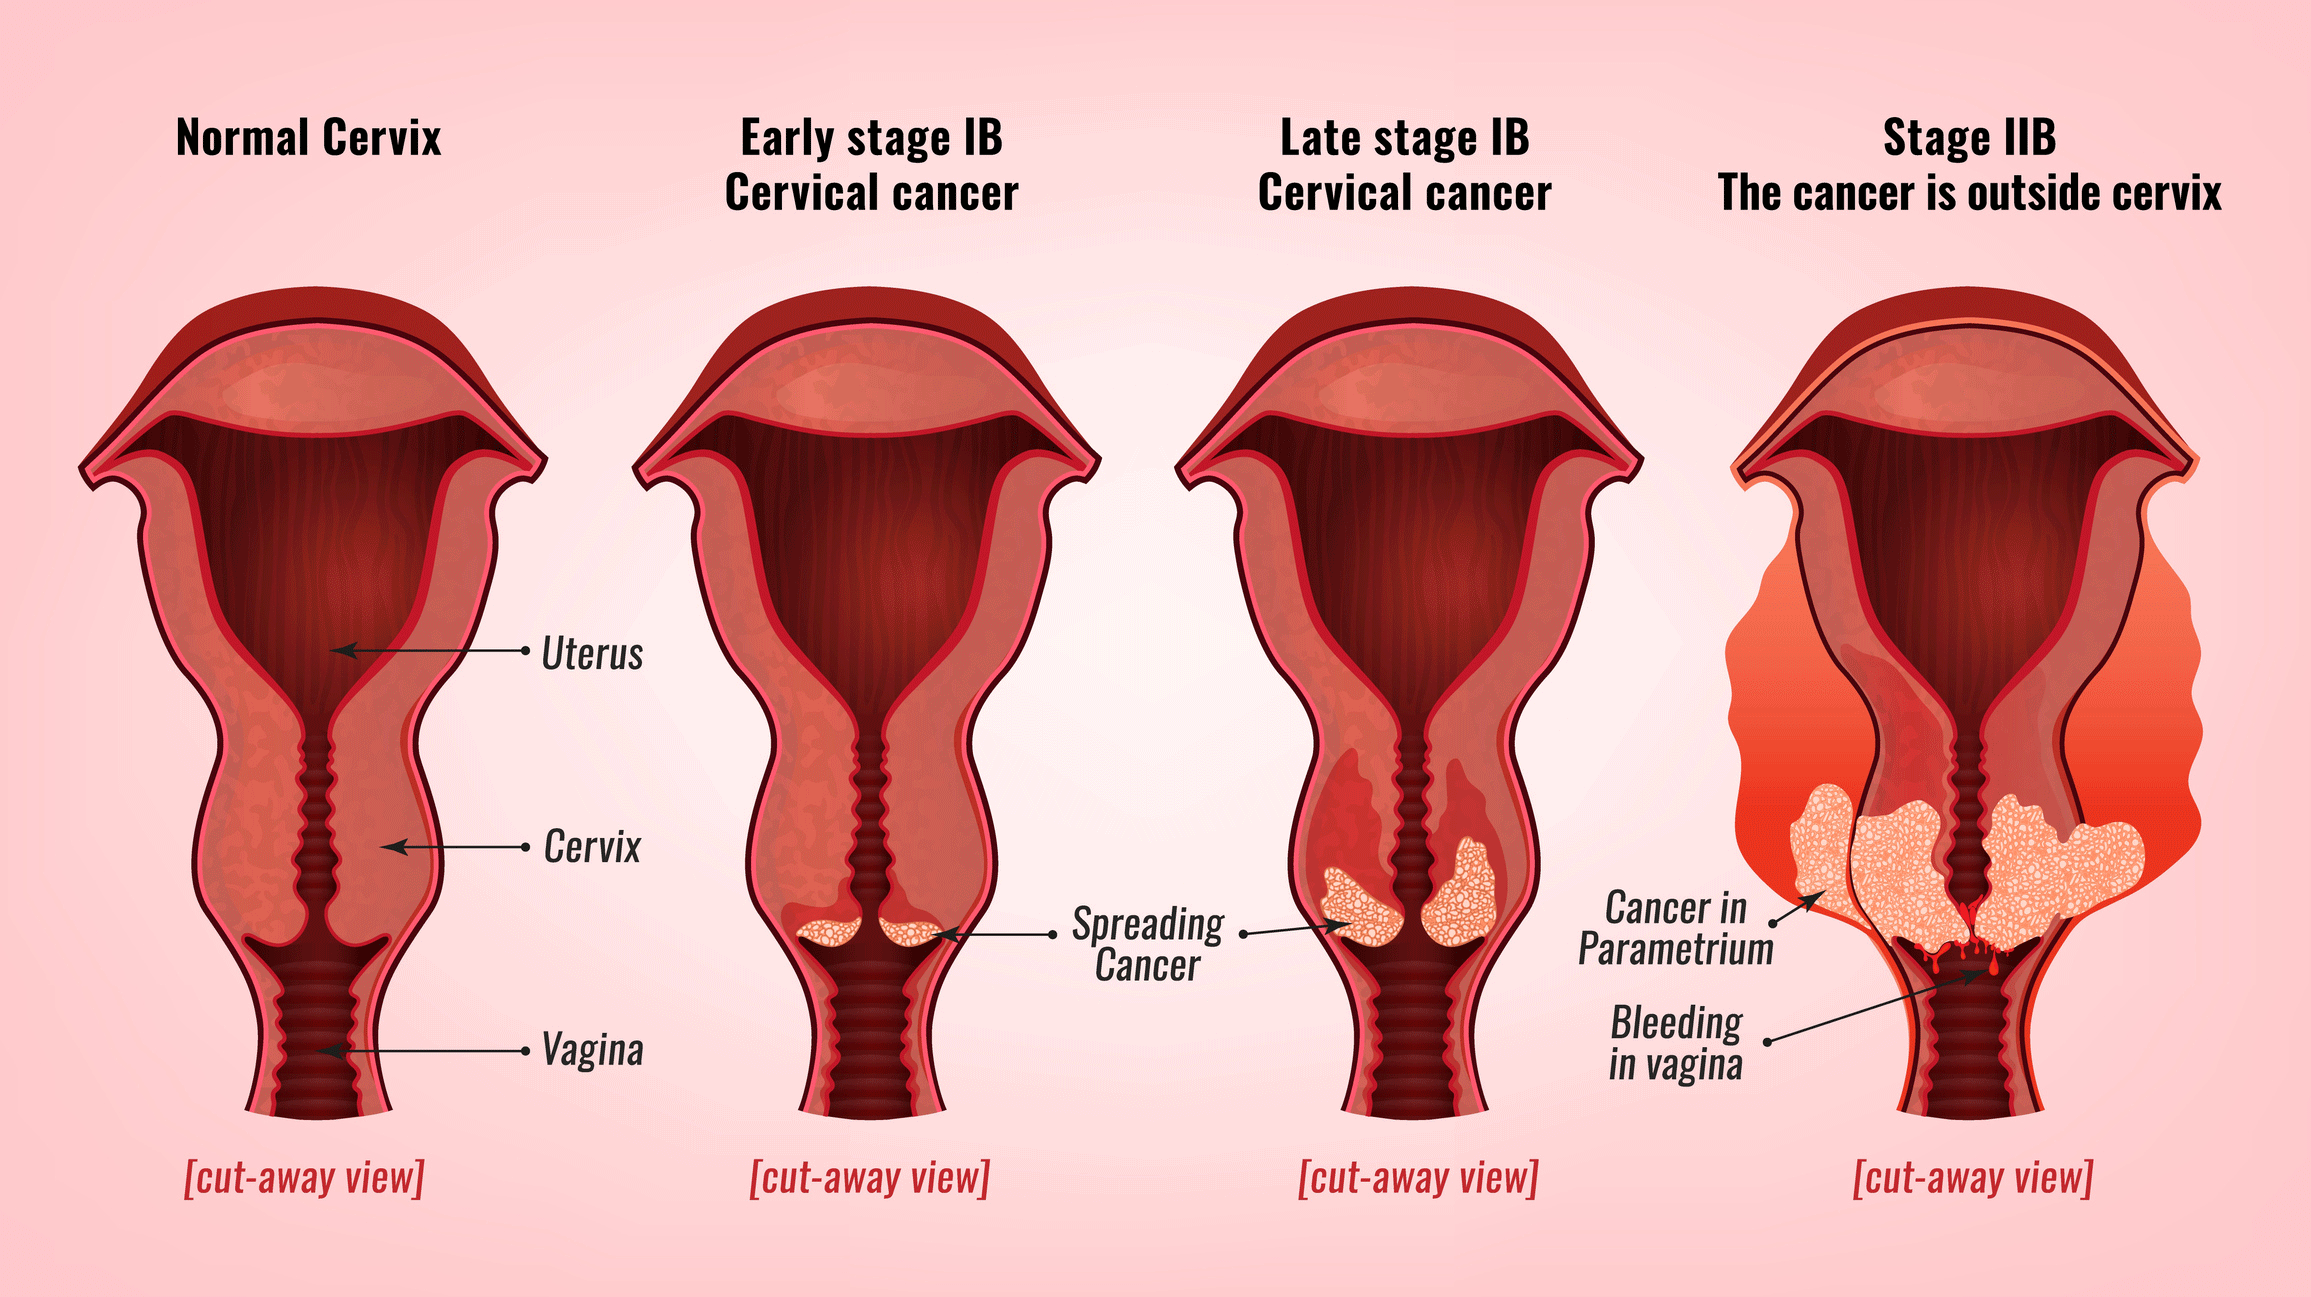 Normal Cervix
Early stage IB
Cervical cancer
Late stage IB
Cervical cancer
Stage IIB
The cancer is outside cervix
Uterus
Cervix
Vagina
Spreading
Cancer
Cancer in
Parametrium
Bleeding
in vagina
[cut-away view]
[cut-away view]
[cut-away view]
[cut-away view]